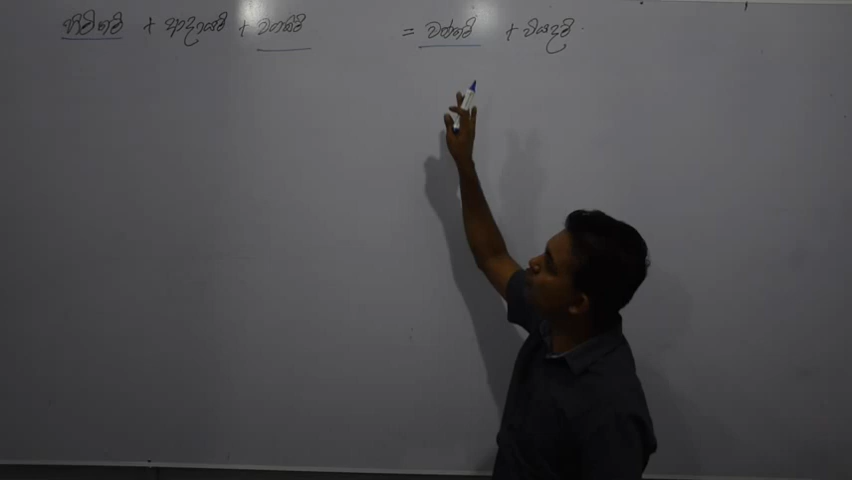 හිමිකම් + ආදායම් + වගකීම් = වත්කම් + වියදම්